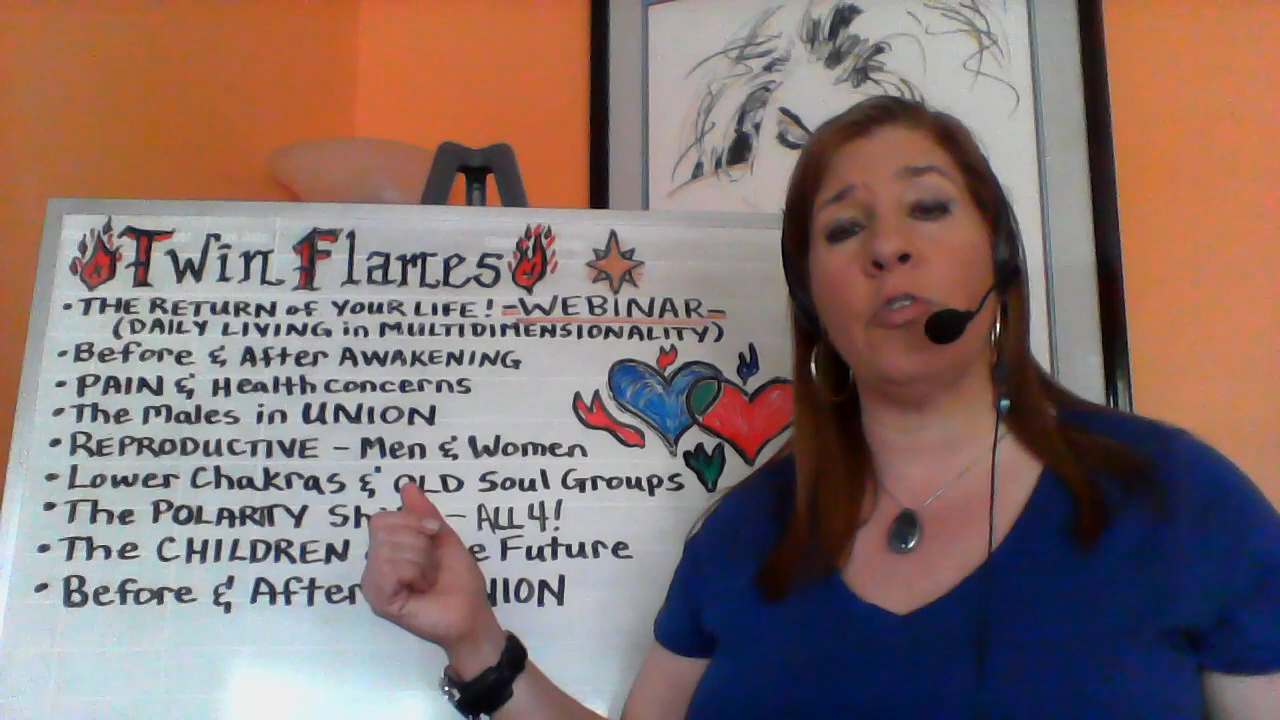 Twin Flames
• THE RETURN of YOUR LIFE! - WEBINAR -
(DAILY LIVING in MULTIDIMENSIONALITY)
• Before & After AWAKENING
• PAIN & Health concerns
• The Males in UNION
• REPRODUCTIVE - Men & Women
• Lower Chakras & OLD Soul Groups
• The POLARITY - ALL 4!
• The CHILDREN Future
• Before & After